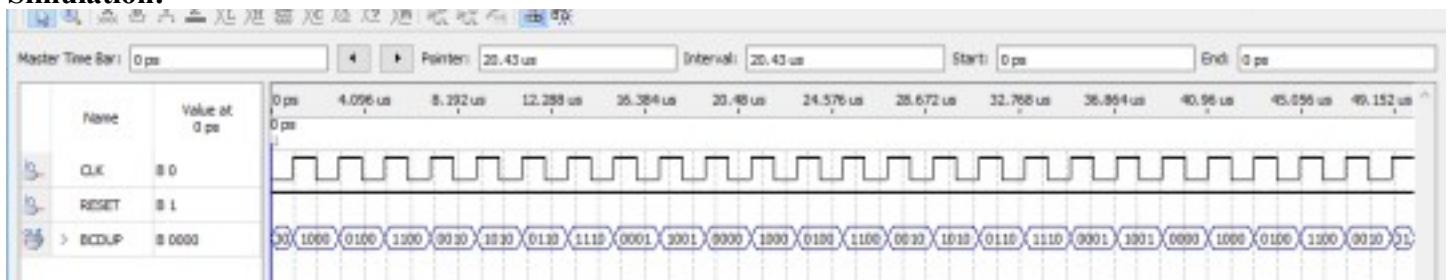 Simulation:
Master Time Bar: 0 ps Pointer: 20.43 us Interval: 20.43 us Start: 0 ps End: 0 ps
Name Value at 0 ps 0 ps 4.096 us 8.192 us 12.288 us 16.384 us 20.48 us 24.576 us 28.672 us 32.768 us 36.864 us 40.96 us 45.056 us 49.152 us
0 ps
CLK B 0
RESET B 1
> BCDUP B 0000 1000 0100 1100 0010 1010 0110 1110 0001 1001 0000 1000 0100 1100 0010 1010 0110 1110 0001 1001 0000 1000 0100 1100 0010